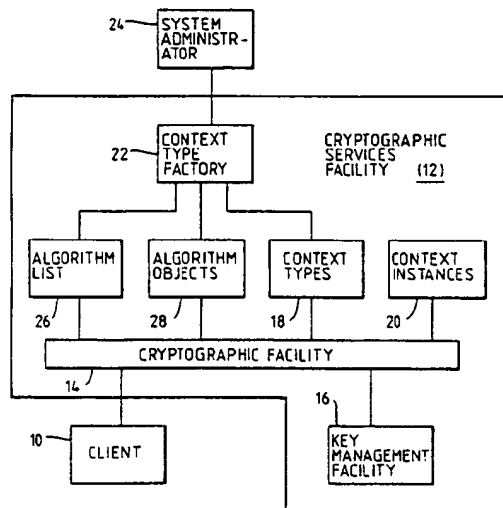 24
SYSTEM
ADMINISTR-
ATOR
22
CONTEXT
TYPE
FACTORY
CRYPTOGRAPHIC
SERVICES
FACILITY (12)
ALGORITHM
LIST
ALGORITHM
OBJECTS
CONTEXT
TYPES
CONTEXT
INSTANCES
26
28
18
20
CRYPTOGRAPHIC FACILITY
14
16
10
CLIENT
KEY
MANAGEMENT
FACILITY